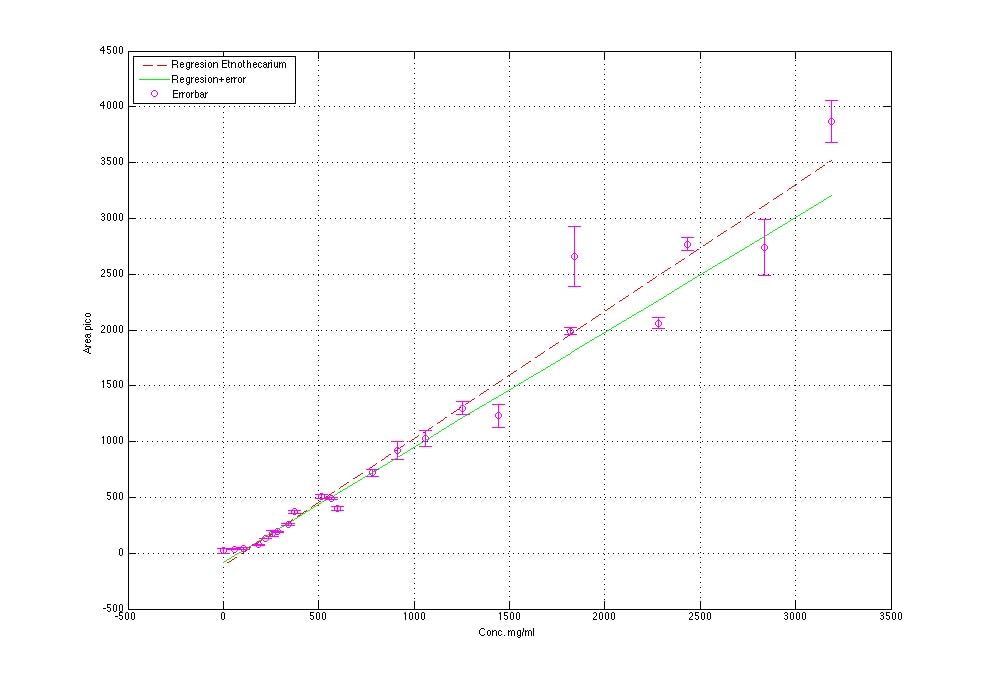 4500
4000
3500
3000
2500
2000
1500
1000
500
0
-500
Regresion Etnothecarium
Regresion+error
Errorbar
Area pico
-500 0 500 1000 1500 2000 2500 3000 3500
Conc. mg/ml